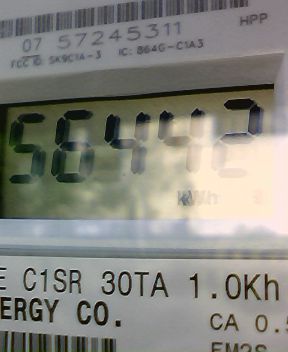 HPP
07 57245311
FCC ID: SK9C1A-3 IC: 864G-C1A3
56442
kWh
E C1SR 30TA 1.0Kh
ERGY CO. CA 0.5
EM2S